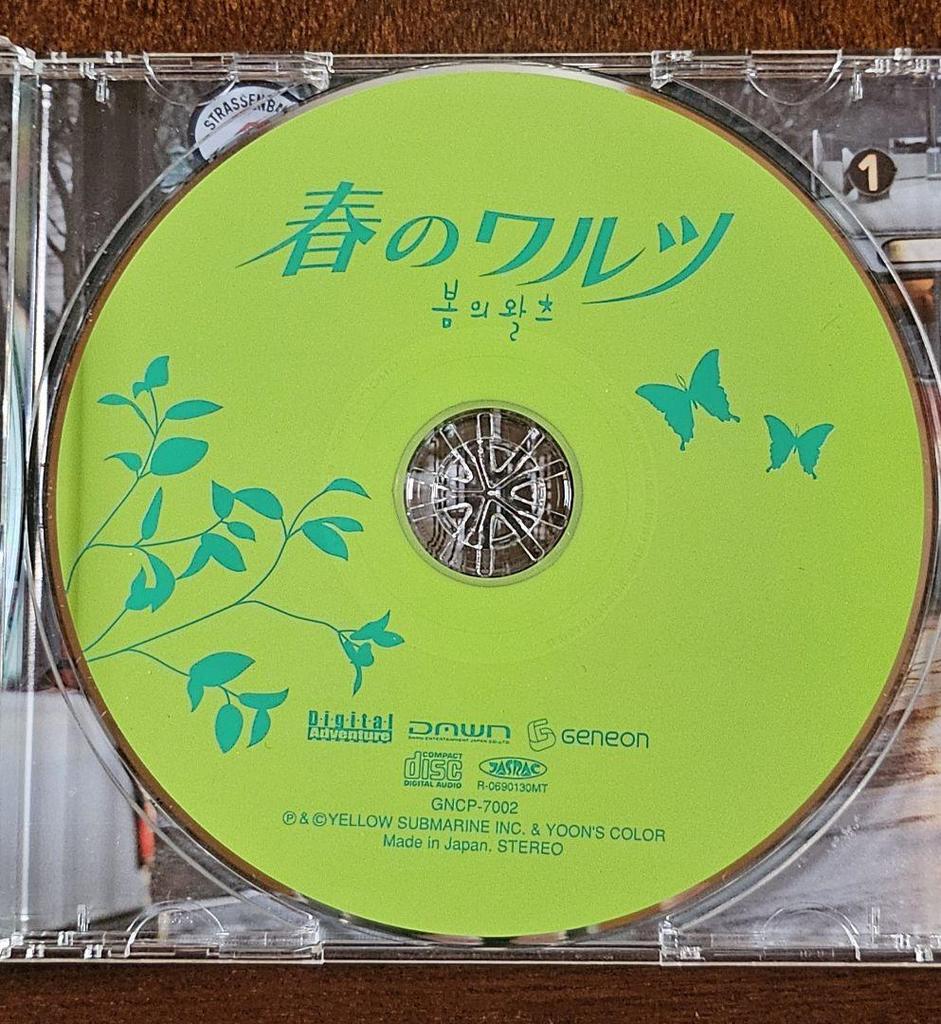 STRASSENBA
1
春のワルツ
봄의 왈츠
Digital
Adventure
DAWN
GENEON
COMPACT
disc
DIGITAL AUDIO
JASRAC
R-0690130MT
GNCP-7002
℗ & ©YELLOW SUBMARINE INC. & YOON'S COLOR
Made in Japan. STEREO